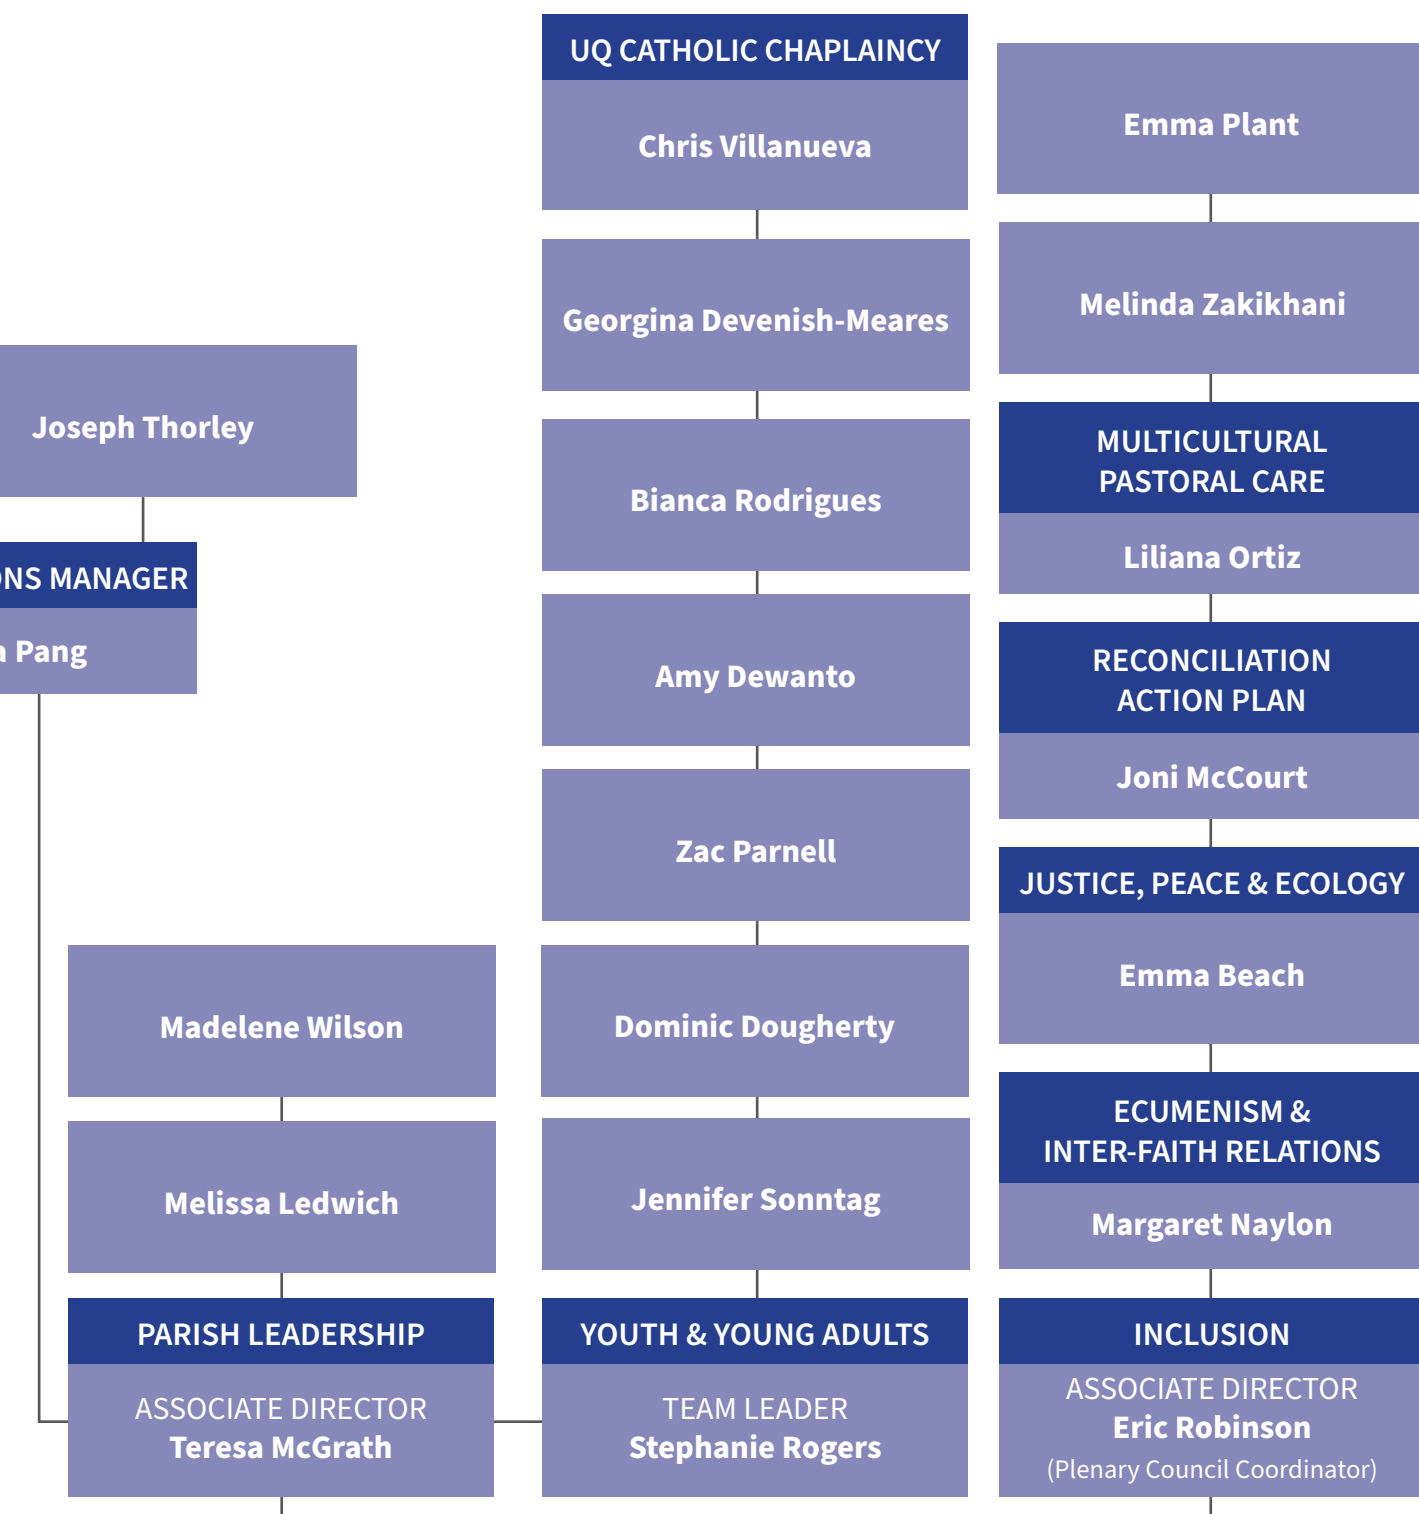 Joseph Thorley
MANAGER
Pang
Madelene Wilson
Melissa Ledwich
PARISH LEADERSHIP
ASSOCIATE DIRECTOR
Teresa McGrath
UQ CATHOLIC CHAPLAINCY
Chris Villanueva
Georgina Devenish-Meares
Bianca Rodrigues
Amy Dewanto
Zac Parnell
Dominic Dougherty
Jennifer Sonntag
YOUTH & YOUNG ADULTS
TEAM LEADER
Stephanie Rogers
Emma Plant
Melinda Zakikhani
MULTICULTURAL
PASTORAL CARE
Liliana Ortiz
RECONCILIATION
ACTION PLAN
Joni McCourt
JUSTICE, PEACE & ECOLOGY
Emma Beach
ECUMENISM &
INTER-FAITH RELATIONS
Margaret Naylon
INCLUSION
ASSOCIATE DIRECTOR
Eric Robinson
(Plenary Council Coordinator)